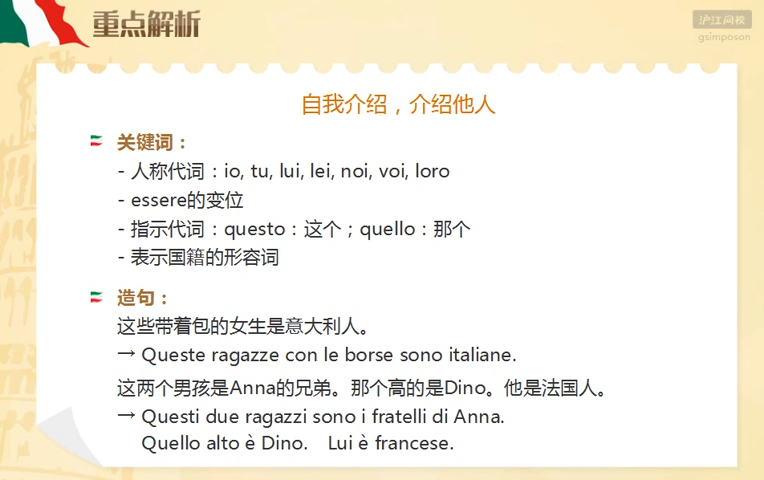 重点解析
沪江网校
gsimposon
自我介绍，介绍他人
关键词：
- 人称代词：io, tu, lui, lei, noi, voi, loro
- essere的变位
- 指示代词：questo：这个；quello：那个
- 表示国籍的形容词
造句：
这些带着包的女生是意大利人。
→ Queste ragazze con le borse sono italiane.
这两个男孩是Anna的兄弟。那个高的是Dino。他是法国人。
→ Questi due ragazzi sono i fratelli di Anna.
Quello alto è Dino. Lui è francese.